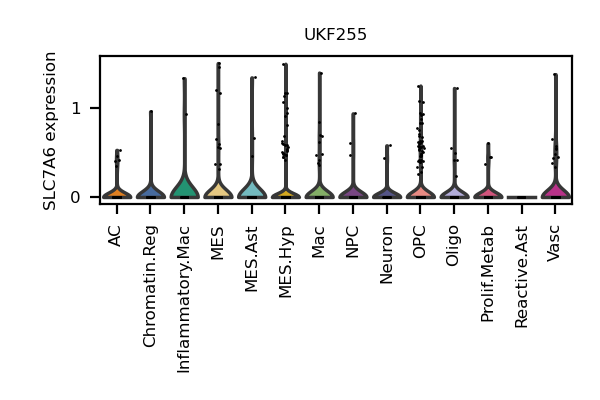 UKF255
SLC7A6 expression
1
0
AC
Chromatin.Reg
Inflammatory.Mac
MES
MES.Ast
MES.Hyp
Mac
NPC
Neuron
OPC
Oligo
Prolif.Metab
Reactive.Ast
Vasc